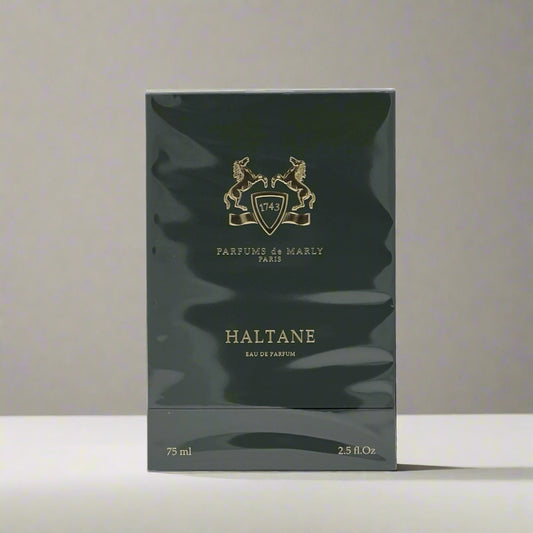 1743
PARFUMS de MARLY
PARIS
HALTANE
EAU DE PARFUM
75 ml 2.5 fl.Oz